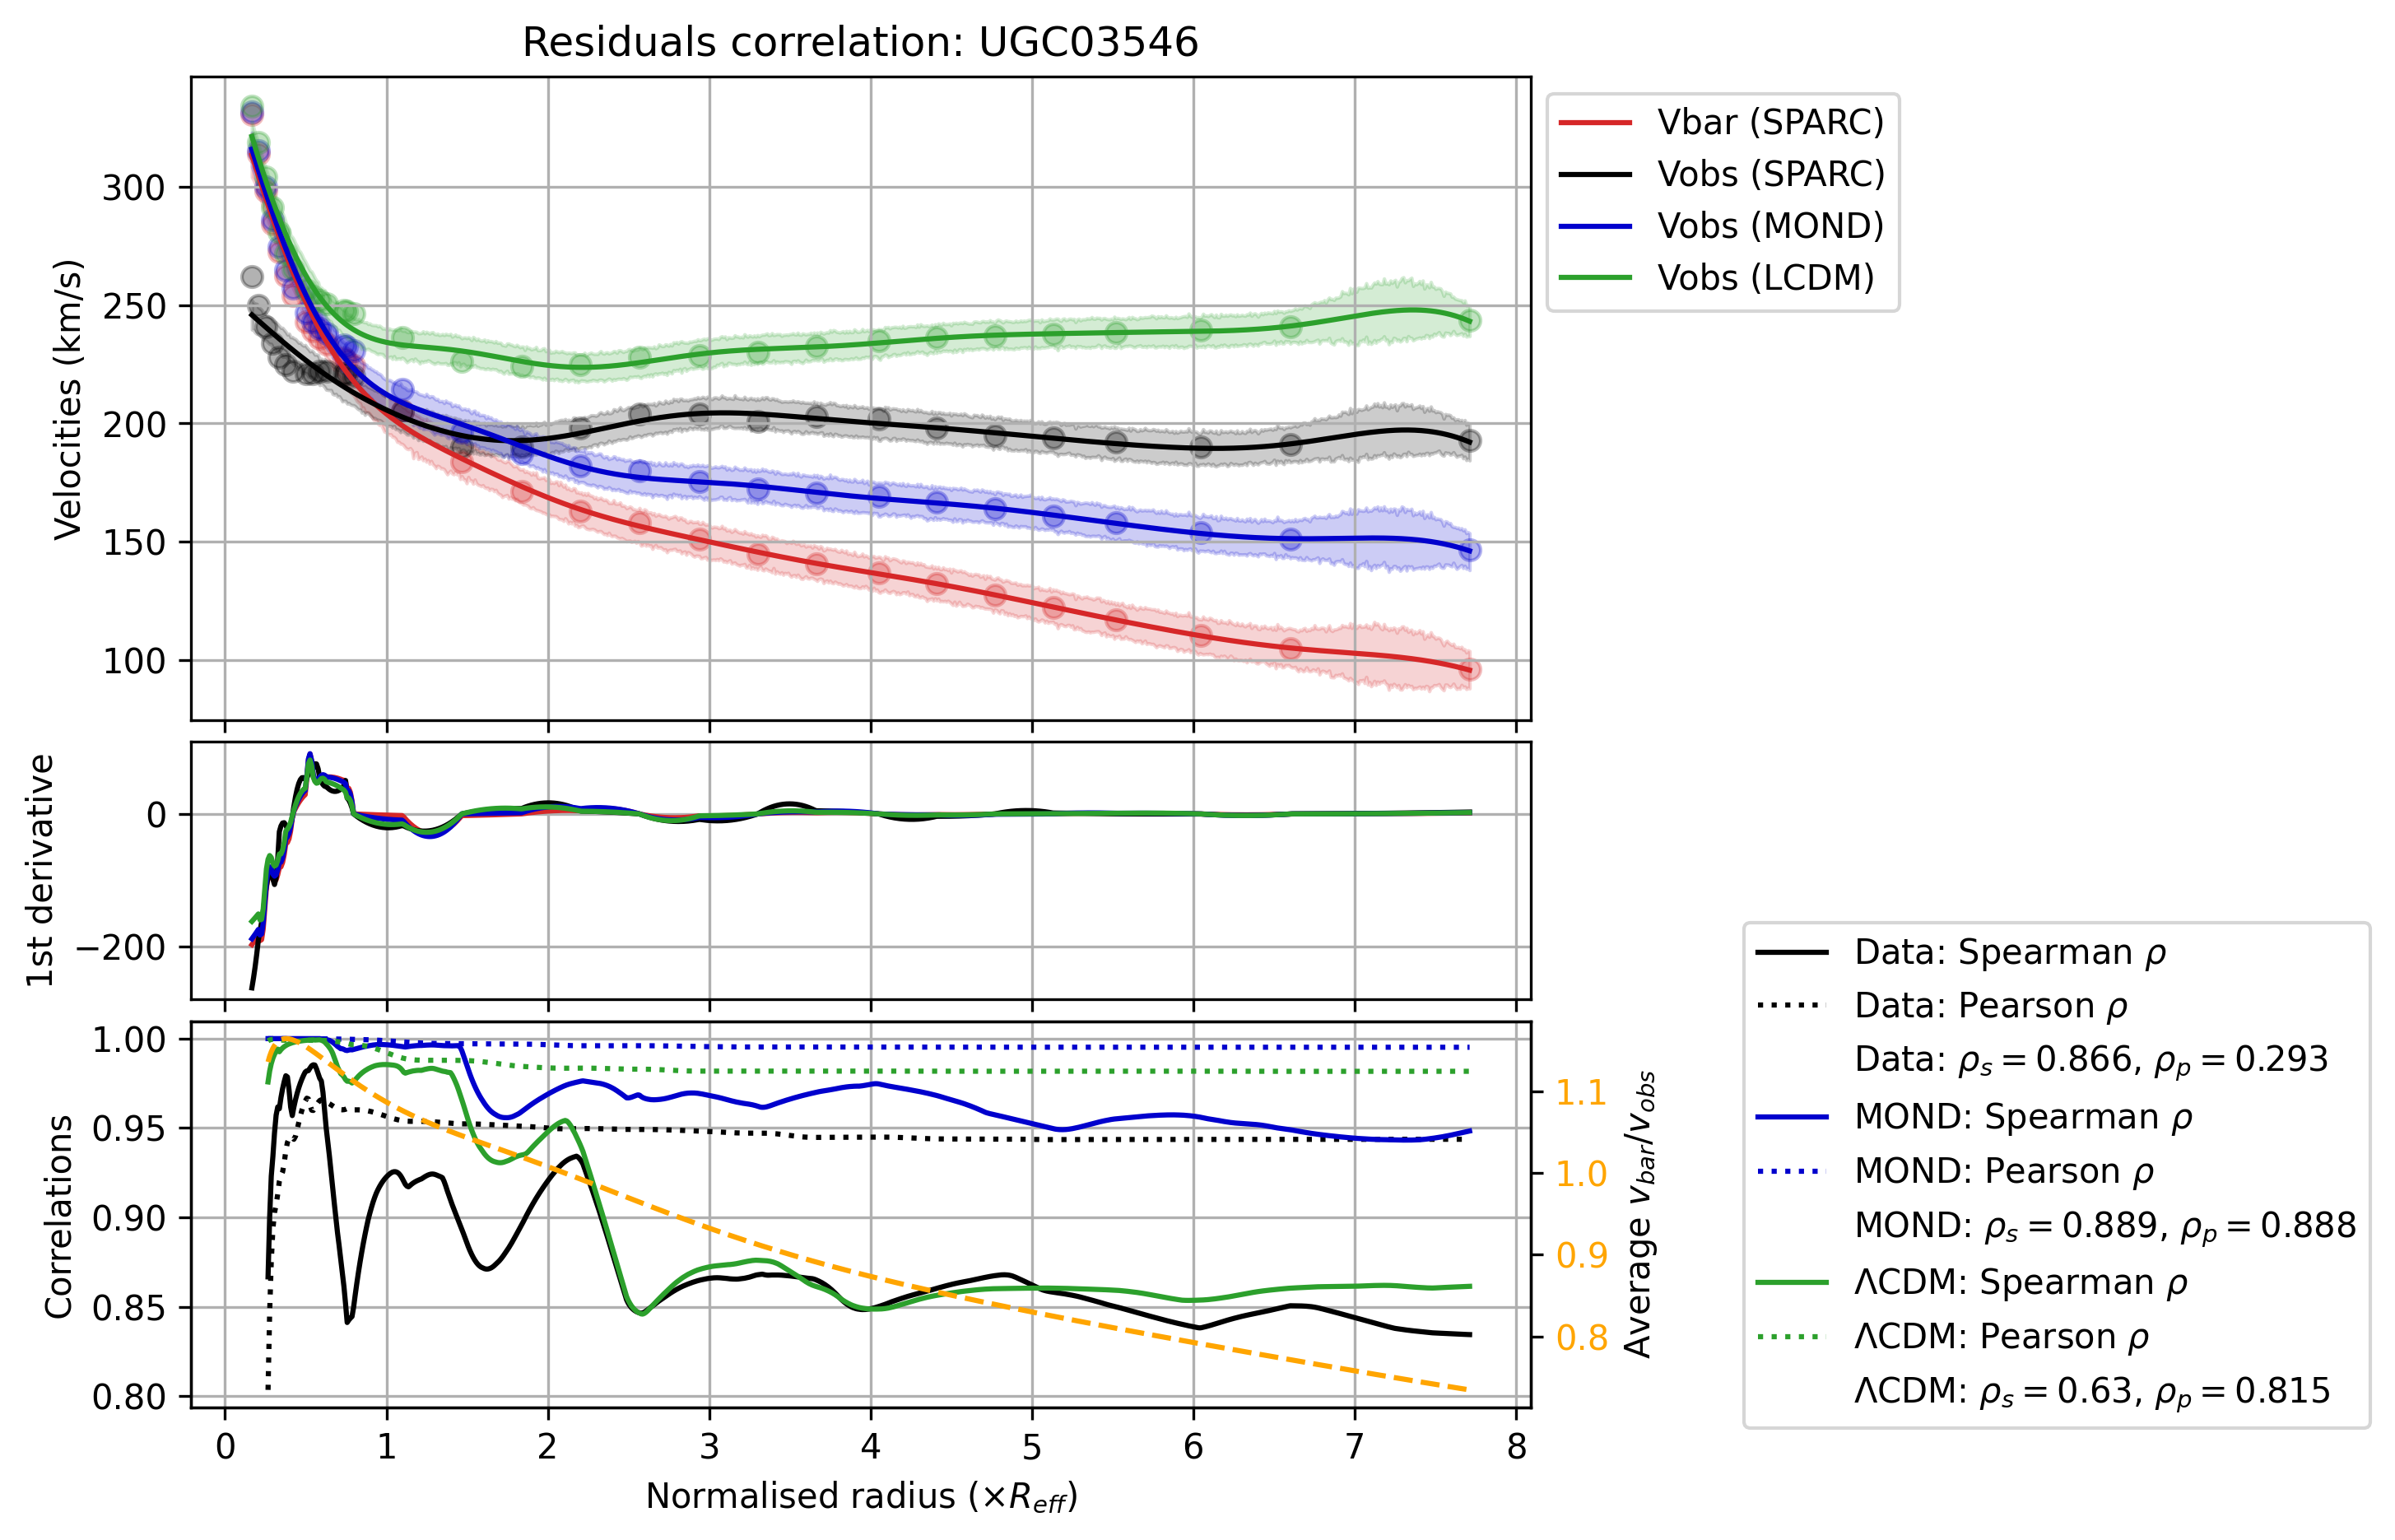 Residuals correlation: UGC03546
Velocities (km/s)
300
250
200
150
100
Vbar (SPARC)
Vobs (SPARC)
Vobs (MOND)
Vobs (LCDM)
1st derivative
0
−200
Correlations
1.00
0.95
0.90
0.85
0.80
1.1
1.0
0.9
0.8
Average v_bar/v_obs
0 1 2 3 4 5 6 7 8
Normalised radius (×R_eff)
Data: Spearman ρ
Data: Pearson ρ
Data: ρ_s = 0.866, ρ_p = 0.293
MOND: Spearman ρ
MOND: Pearson ρ
MOND: ρ_s = 0.889, ρ_p = 0.888
ΛCDM: Spearman ρ
ΛCDM: Pearson ρ
ΛCDM: ρ_s = 0.63, ρ_p = 0.815